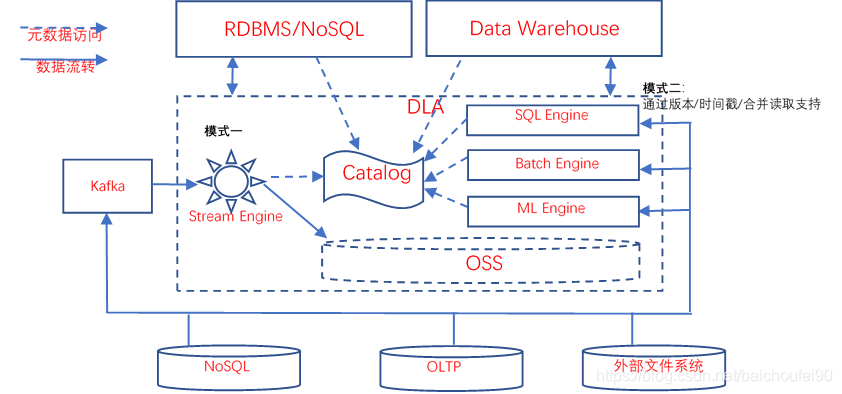 元数据访问
数据流转
RDBMS/NoSQL
Data Warehouse
DLA
模式二:
通过版本/时间戳/合并读取支持
模式一
SQL Engine
Batch Engine
ML Engine
Catalog
Kafka
Stream Engine
OSS
NoSQL
OLTP
外部文件系统
https://blog.csdn.net/baichoufei90